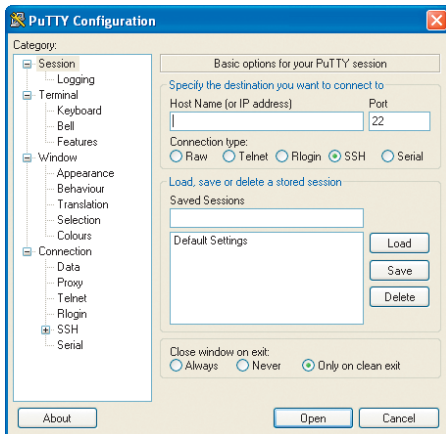 PuTTY Configuration
Category:
Session
Logging
Terminal
Keyboard
Bell
Features
Window
Appearance
Behaviour
Translation
Selection
Colours
Connection
Data
Proxy
Telnet
Rlogin
SSH
Serial
Basic options for your PuTTY session
Specify the destination you want to connect to
Host Name (or IP address) Port
22
Connection type:
Raw Telnet Rlogin SSH Serial
Load, save or delete a stored session
Saved Sessions
Default Settings
Load
Save
Delete
Close window on exit:
Always Never Only on clean exit
About Open Cancel